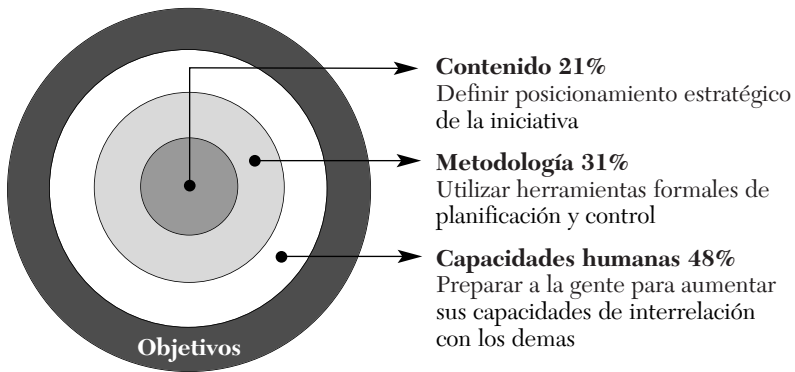 Contenido 21%
Definir posicionamiento estratégico
de la iniciativa
Metodología 31%
Utilizar herramientas formales de
planificación y control
Capacidades humanas 48%
Preparar a la gente para aumentar
sus capacidades de interrelación
con los demas
Objetivos